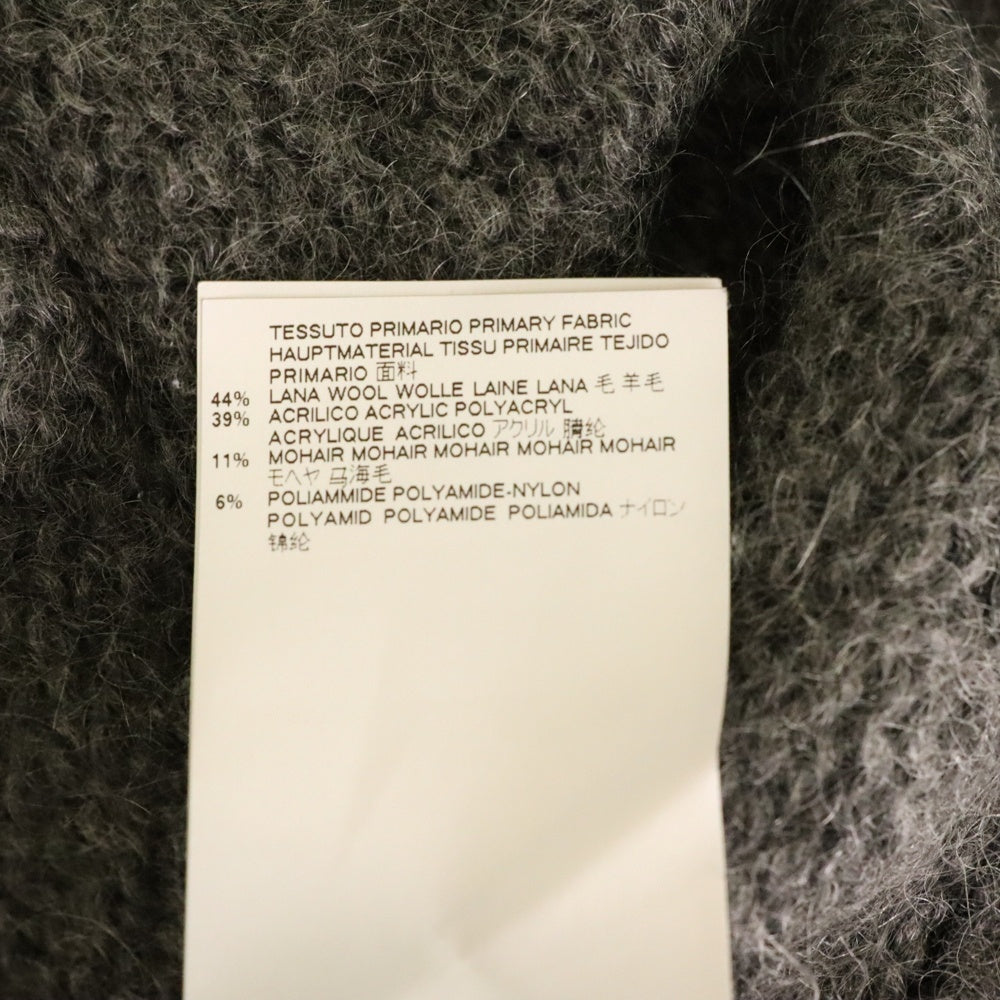 TESSUTO PRIMARIO PRIMARY FABRIC
HAUPTMATERIAL TISSU PRIMAIRE TEJIDO
PRIMARIO 面料
44% LANA WOOL WOLLE LAINE LANA 毛 羊毛
39% ACRILICO ACRYLIC POLYACRYL
ACRYLIQUE ACRILICO アクリル 腈纶
11% MOHAIR MOHAIR MOHAIR MOHAIR MOHAIR
モヘヤ 马海毛
6% POLIAMMIDE POLYAMIDE-NYLON
POLYAMID POLYAMIDE POLIAMIDA ナイロン
锦纶